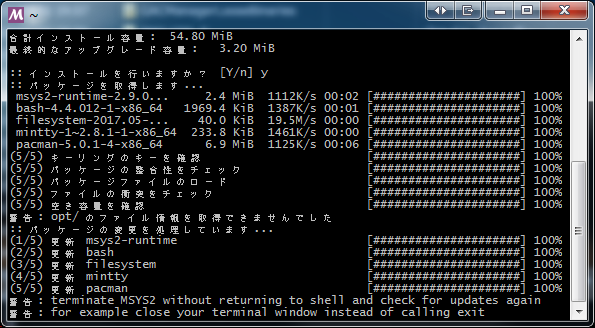 ~
合計インストール容量: 54.80 MiB
最終的なアップグレード容量: 3.20 MiB
:: インストールを行いますか? [Y/n] y
:: パッケージを取得します...
msys2-runtime-2.9.0... 2.4 MiB 1112K/s 00:02 [######################] 100%
bash-4.4.012-1-x86_64 1969.4 KiB 1387K/s 00:01 [######################] 100%
filesystem-2017.05-... 40.0 KiB 19.5M/s 00:00 [######################] 100%
mintty-1~2.8.1-1-x86_64 233.8 KiB 1461K/s 00:00 [######################] 100%
pacman-5.0.1-4-x86_64 6.9 MiB 1125K/s 00:06 [######################] 100%
(5/5) キーリングのキーを確認 [######################] 100%
(5/5) パッケージの整合性をチェック [######################] 100%
(5/5) パッケージファイルのロード [######################] 100%
(5/5) ファイルの衝突をチェック [######################] 100%
(5/5) 空き容量を確認 [######################] 100%
警告: opt/ のファイル情報を取得できませんでした
:: パッケージの変更を処理しています...
(1/5) 更新 msys2-runtime [######################] 100%
(2/5) 更新 bash [######################] 100%
(3/5) 更新 filesystem [######################] 100%
(4/5) 更新 mintty [######################] 100%
(5/5) 更新 pacman [######################] 100%
警告: terminate MSYS2 without returning to shell and check for updates again
警告: for example close your terminal window instead of calling exit